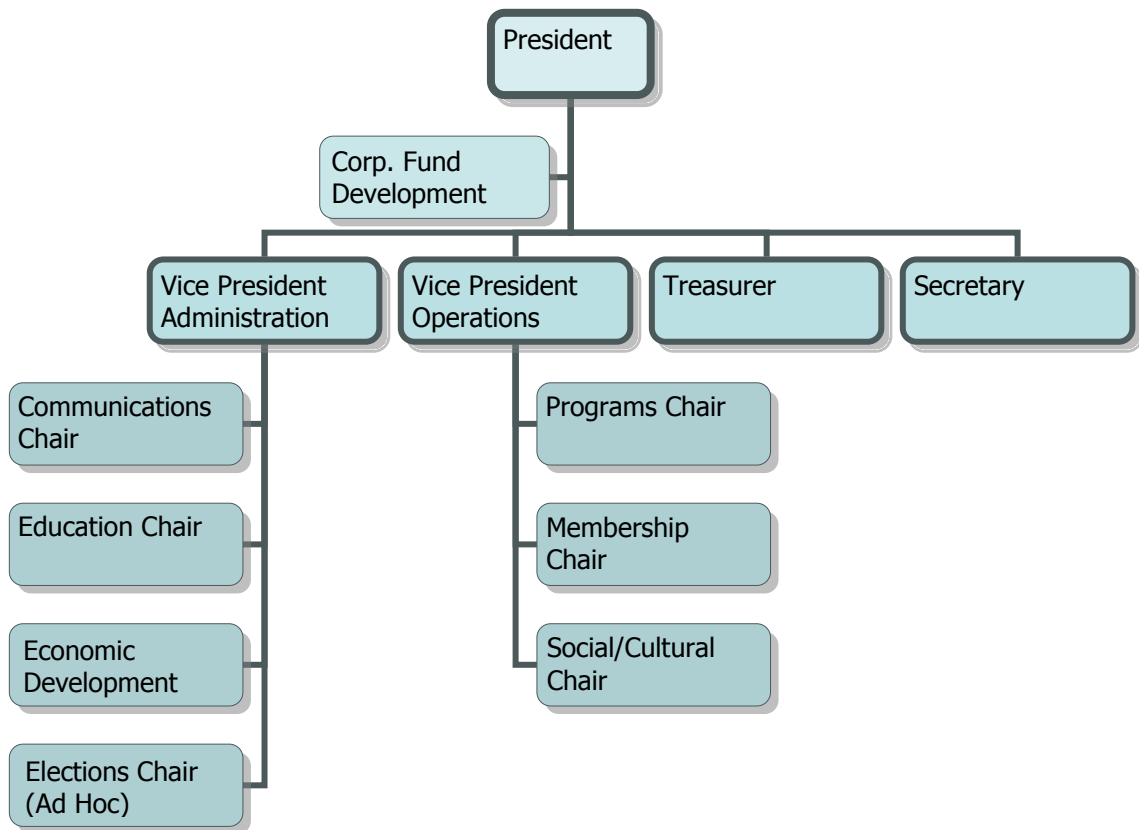 President
Corp. Fund
Development
Vice President
Administration
Vice President
Operations
Treasurer
Secretary
Communications
Chair
Programs Chair
Education Chair
Membership
Chair
Economic
Development
Social/Cultural
Chair
Elections Chair
(Ad Hoc)